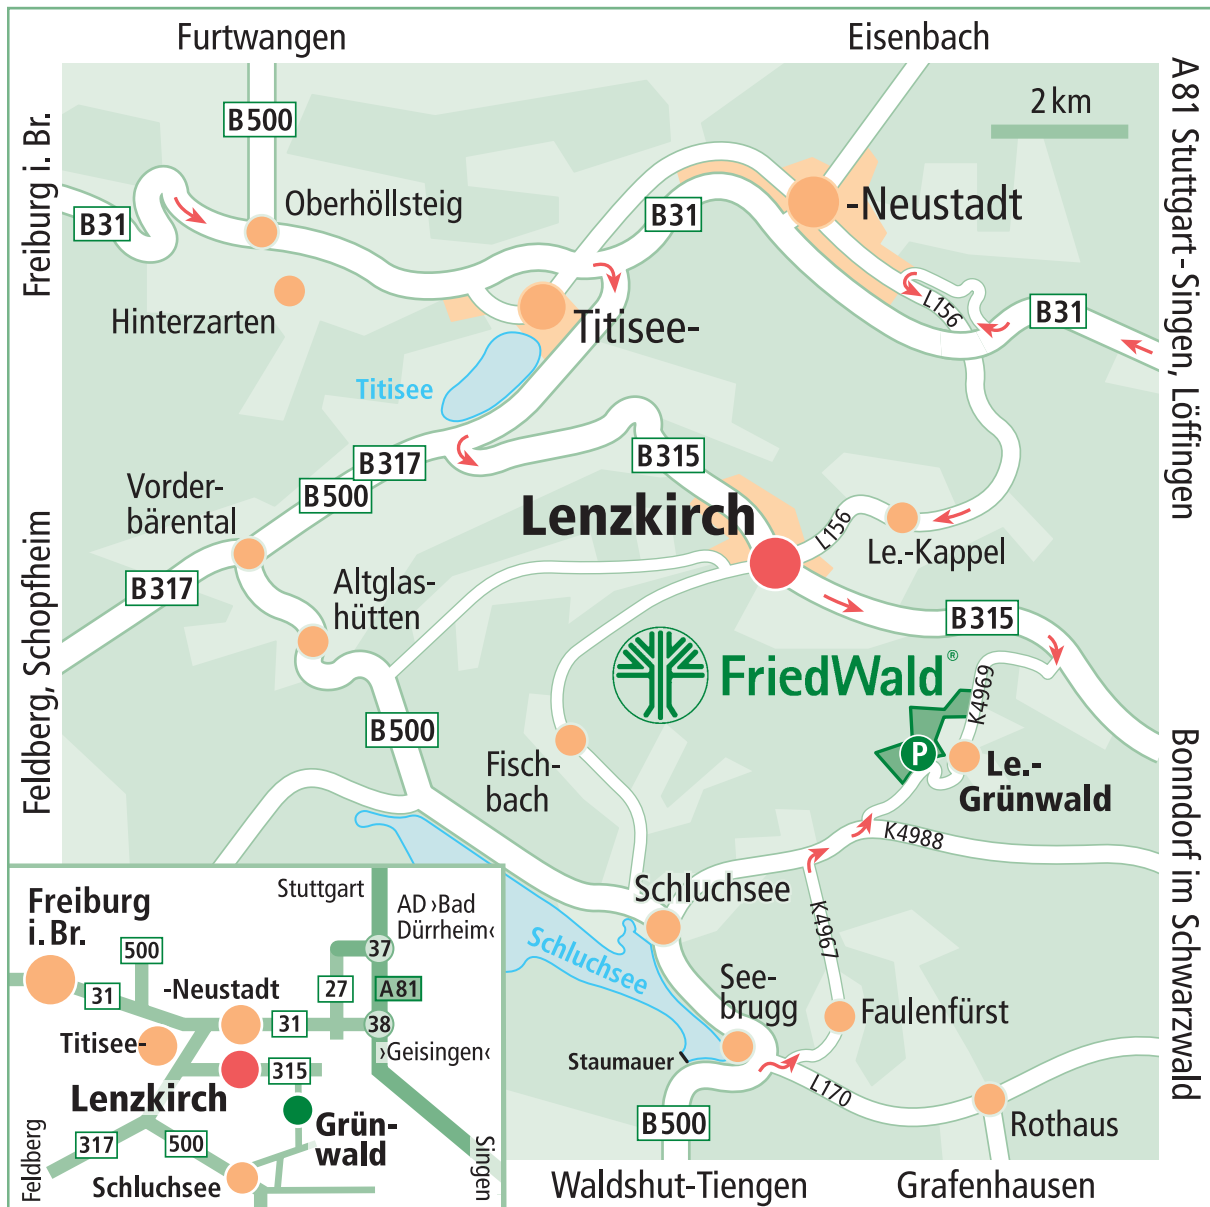 Furtwangen
Eisenbach
A81 Stuttgart-Singen, Löffingen
2 km
B500
Freiburg i. Br.
Oberhöllsteig
-Neustadt
B31
B31
L156
B31
Hinterzarten
Titisee-
Titisee
B315
B317
B500
Vorder-
bärental
Lenzkirch
L156
Le.-Kappel
Feldberg, Schopfheim
B317
Altglas-
hütten
B315
FriedWald®
K4969
B500
P
Fisch-
bach
Le.-
Grünwald
Bonndorf im Schwarzwald
K4988
Schluchsee
K4967
Schluchsee
See-
brugg
Faulenfürst
Staumauer
L170
B500
Rothaus
Waldshut-Tiengen
Grafenhausen
Stuttgart
Freiburg
i. Br.
AD ›Bad
Dürrheim‹
500
37
-Neustadt
31
27
A81
31
38
Titisee-
›Geisingen‹
315
Lenzkirch
Grün-
wald
Feldberg
317
500
Singen
Schluchsee